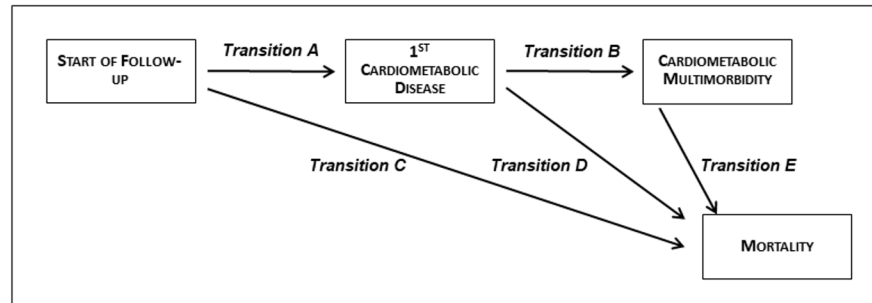 Transition A
Transition B
START OF FOLLOW-
UP
1ST
CARDIOMETABOLIC
DISEASE
CARDIOMETABOLIC
MULTIMORBIDITY
Transition C
Transition D
Transition E
MORTALITY